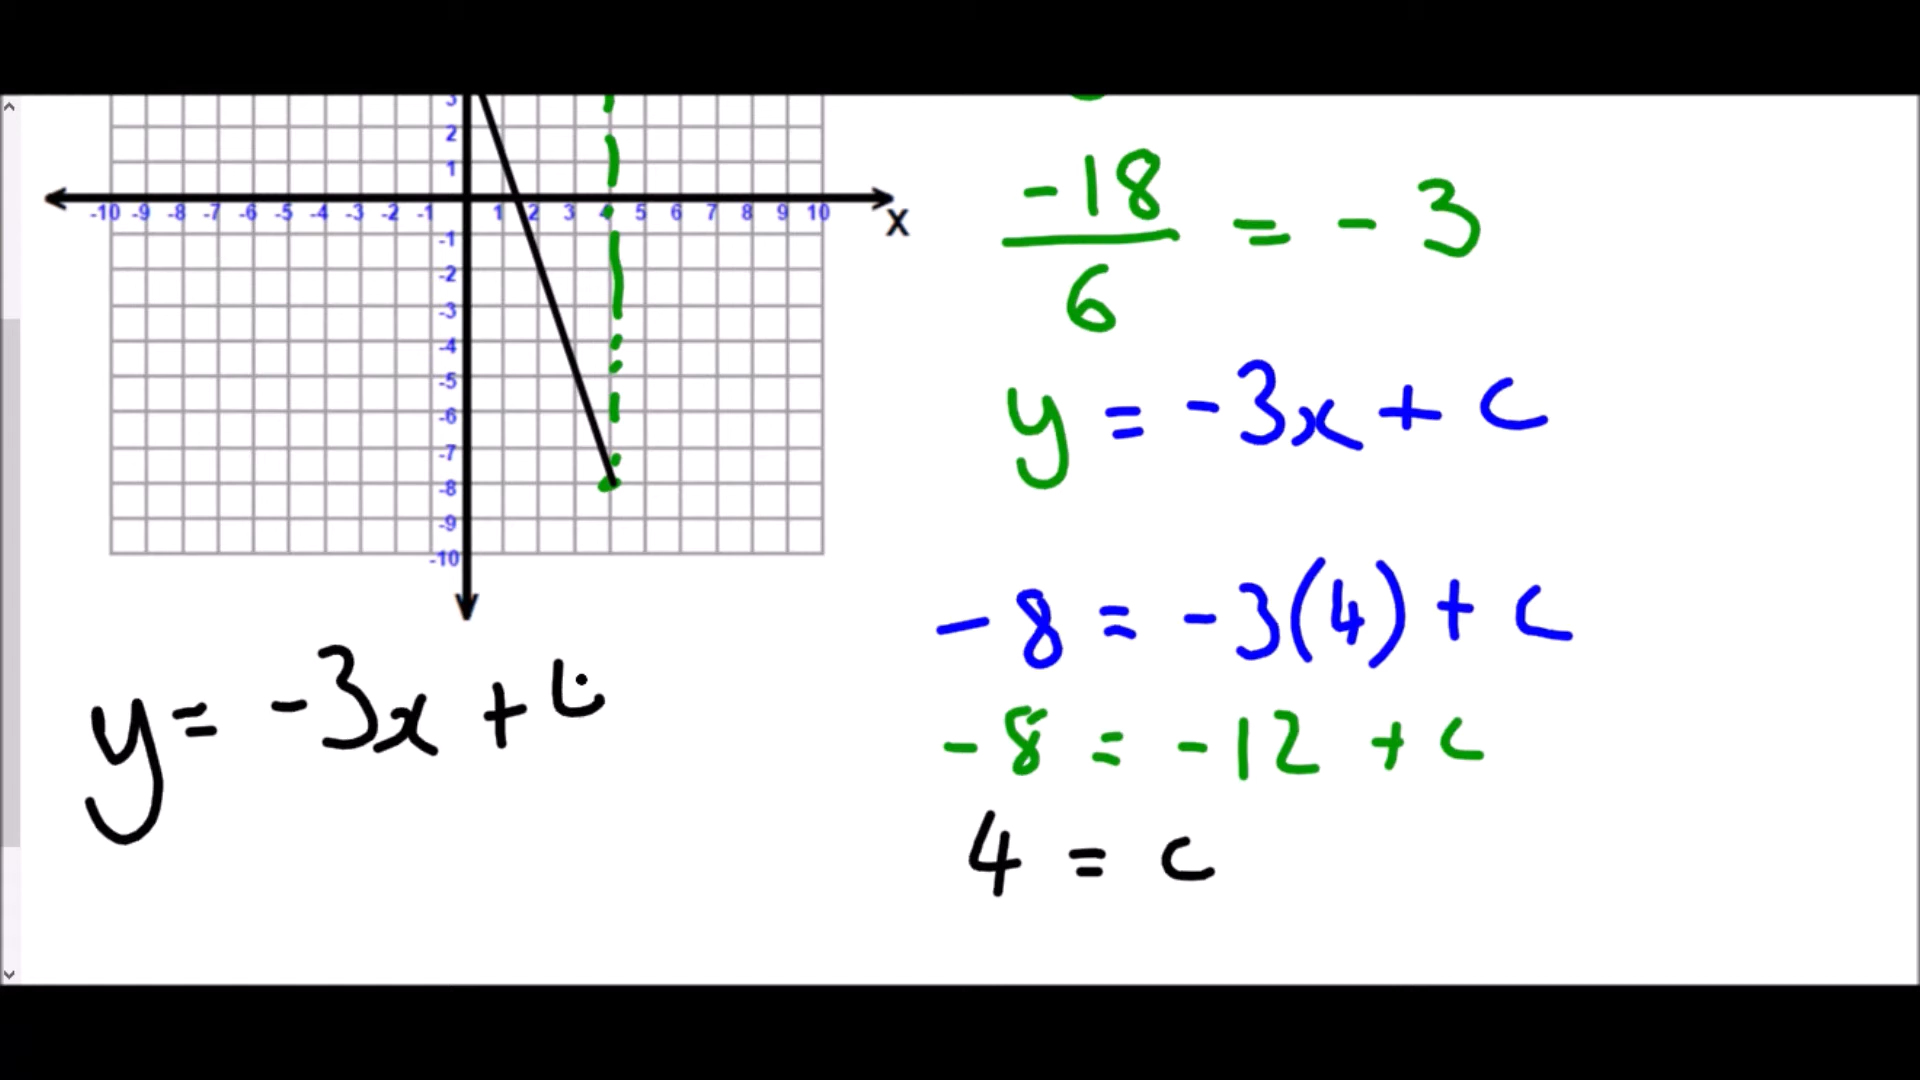 3
2
1
-10 -9 -8 -7 -6 -5 -4 -3 -2 -1 1 2 3 4 5 6 7 8 9 10
X
-1
-2
-3
-4
-5
-6
-7
-8
-9
-10
y = -3x +
-18
6
= -3
y = -3x + c
-8 = -3(4) + c
-8 = -12 + c
4 = c